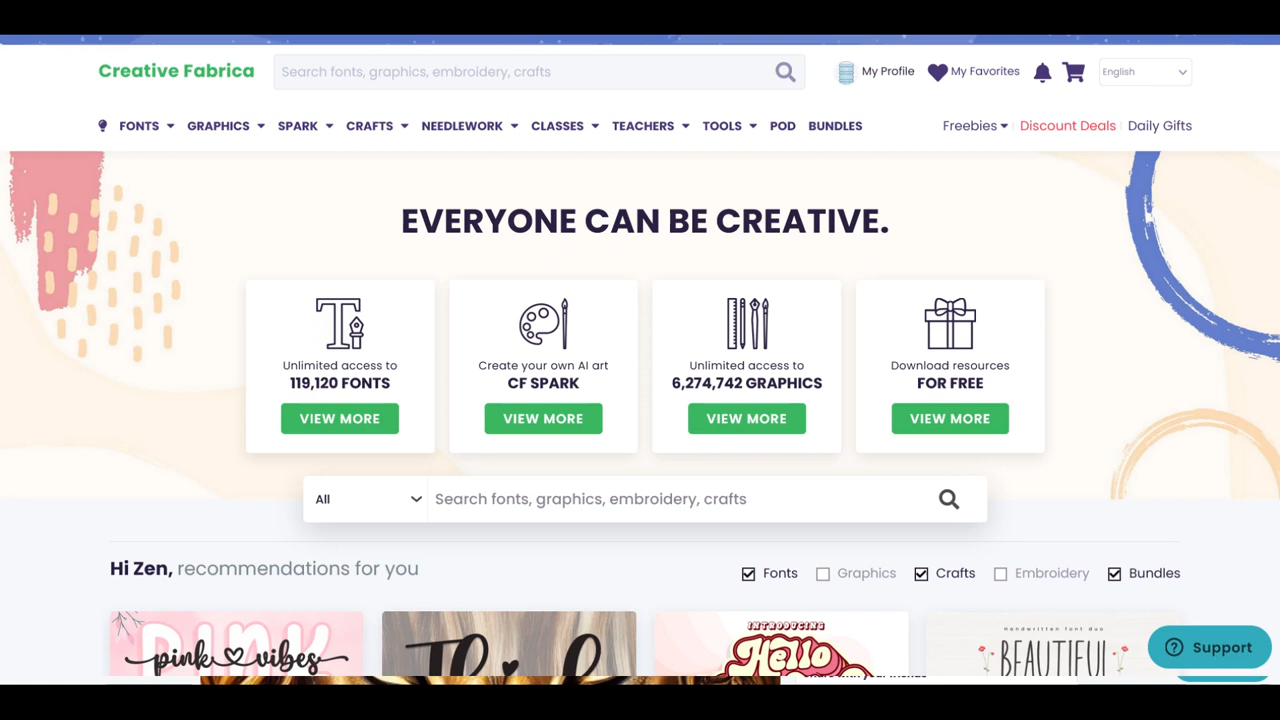 Creative Fabrica
Search fonts, graphics, embroidery, crafts
My Profile
My Favorites
English
FONTS GRAPHICS SPARK CRAFTS NEEDLEWORK CLASSES TEACHERS TOOLS POD BUNDLES
Freebies Discount Deals Daily Gifts
EVERYONE CAN BE CREATIVE.
Unlimited access to
119,120 FONTS
VIEW MORE
Create your own AI art
CF SPARK
VIEW MORE
Unlimited access to
6,274,742 GRAPHICS
VIEW MORE
Download resources
FOR FREE
VIEW MORE
All
Search fonts, graphics, embroidery, crafts
Hi Zen, recommendations for you
Fonts Graphics Crafts Embroidery Bundles
PINK
pink vibes
INTRODUCING
Hello
Handwritten font duo
BEAUTIFUL
Support